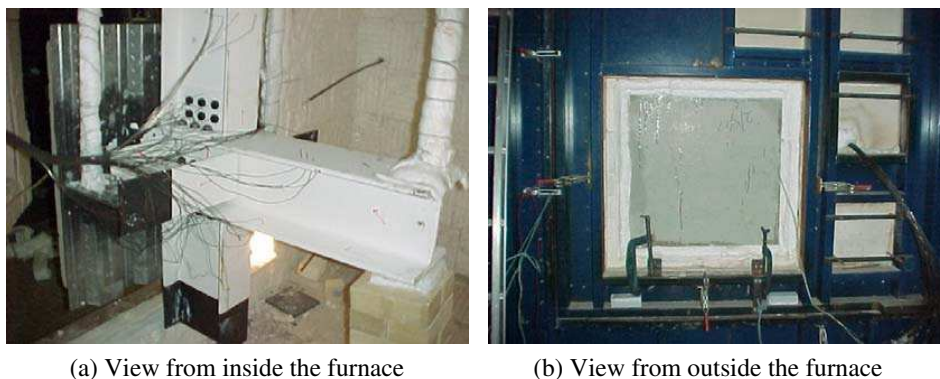 (a) View from inside the furnace
(b) View from outside the furnace